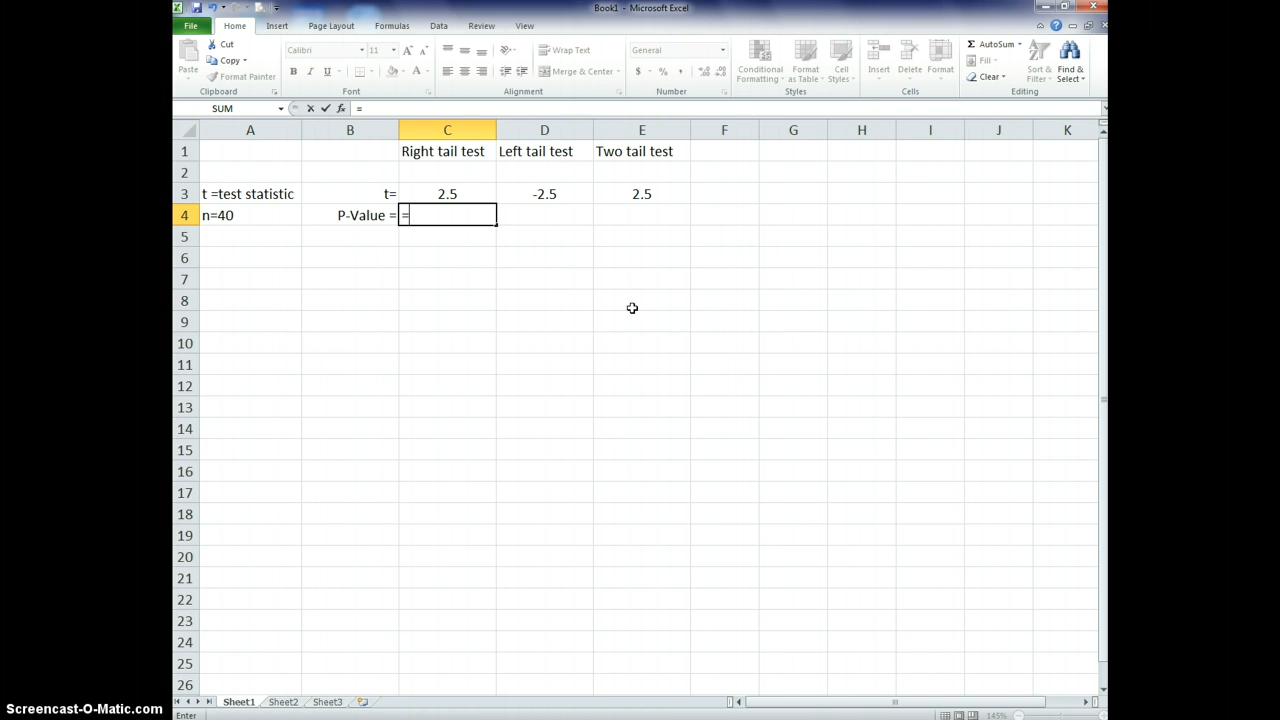 Book1 - Microsoft Excel
File Home Insert Page Layout Formulas Data Review View
Paste Cut Copy Format Painter Clipboard
Calibri 11 B I U A Font
Wrap Text Merge & Center Alignment
General $ % , Number
Conditional Formatting Format as Table Cell Styles Styles
Insert Delete Format Cells
Σ AutoSum Fill Clear Sort & Filter Find & Select Editing
SUM fx =
A B C D E F G H I J K
1 Right tail test Left tail test Two tail test
2
3 t =test statistic t= 2.5 -2.5 2.5
4 n=40 P-Value = =
5
6
7
8
9
10
11
12
13
14
15
16
17
18
19
20
21
22
23
24
25
26
Sheet1 Sheet2 Sheet3
Screencast-O-Matic.com Enter 145%